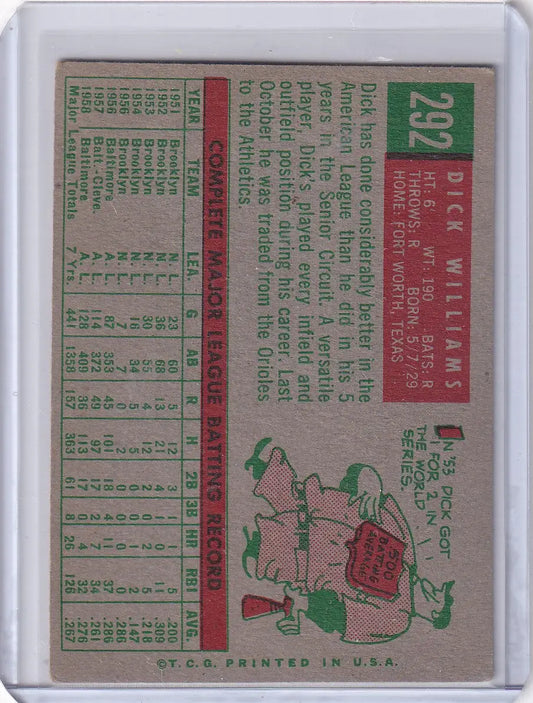 292
DICK WILLIAMS
HT: 6' WT: 190 BATS: R
THROWS: R BORN: 5/7/29
HOME: FORT WORTH, TEXAS
Dick has done considerably better in the
American League than he did in his 5
years in the Senior Circuit. A versatile
player, Dick's played every infield and
outfield position during his career. Last
October he was traded from the Orioles
to the Athletics.
IN '53 DICK GOT
1 FOR 2 IN
THE WORLD
SERIES.
.500
BATTING
AVERAGE
COMPLETE MAJOR LEAGUE BATTING RECORD
YEAR TEAM LEA. G AB R H 2B 3B HR RBI AVG.
1951 Brooklyn N. L. 23 60 5 12 3 1 1 5 .200
1952 Brooklyn N. L. 36 68 13 21 4 1 0 11 .309
1953 Brooklyn N. L. 30 55 4 12 2 0 2 5 .218
1954 Brooklyn N. L. 16 34 5 5 0 0 1 2 .147
1956 Brooklyn N. L. 7 7 0 2 0 0 0 0 .286
1956 Baltimore A. L. 87 353 45 101 18 4 11 37 .286
1957 Balt.-Cleve. A. L. 114 372 49 97 17 2 7 34 .261
1958 Baltimore A. L. 128 409 36 113 17 0 4 32 .276
Major League Totals 7 Yrs. 441 1358 157 363 61 8 26 126 .267
©T.C.G. PRINTED IN U.S.A.